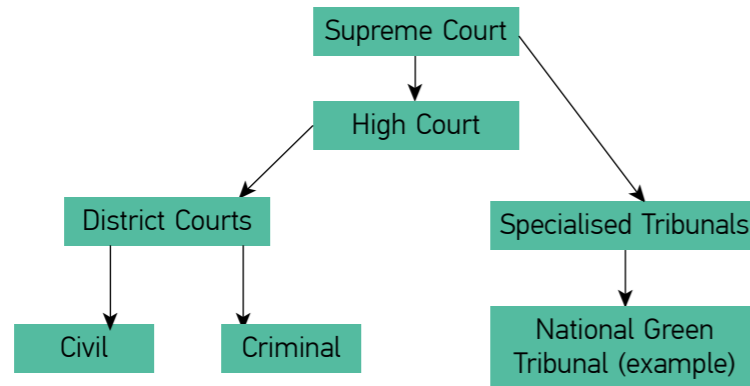 Supreme Court
High Court
District Courts
Specialised Tribunals
Civil
Criminal
National Green
Tribunal (example)